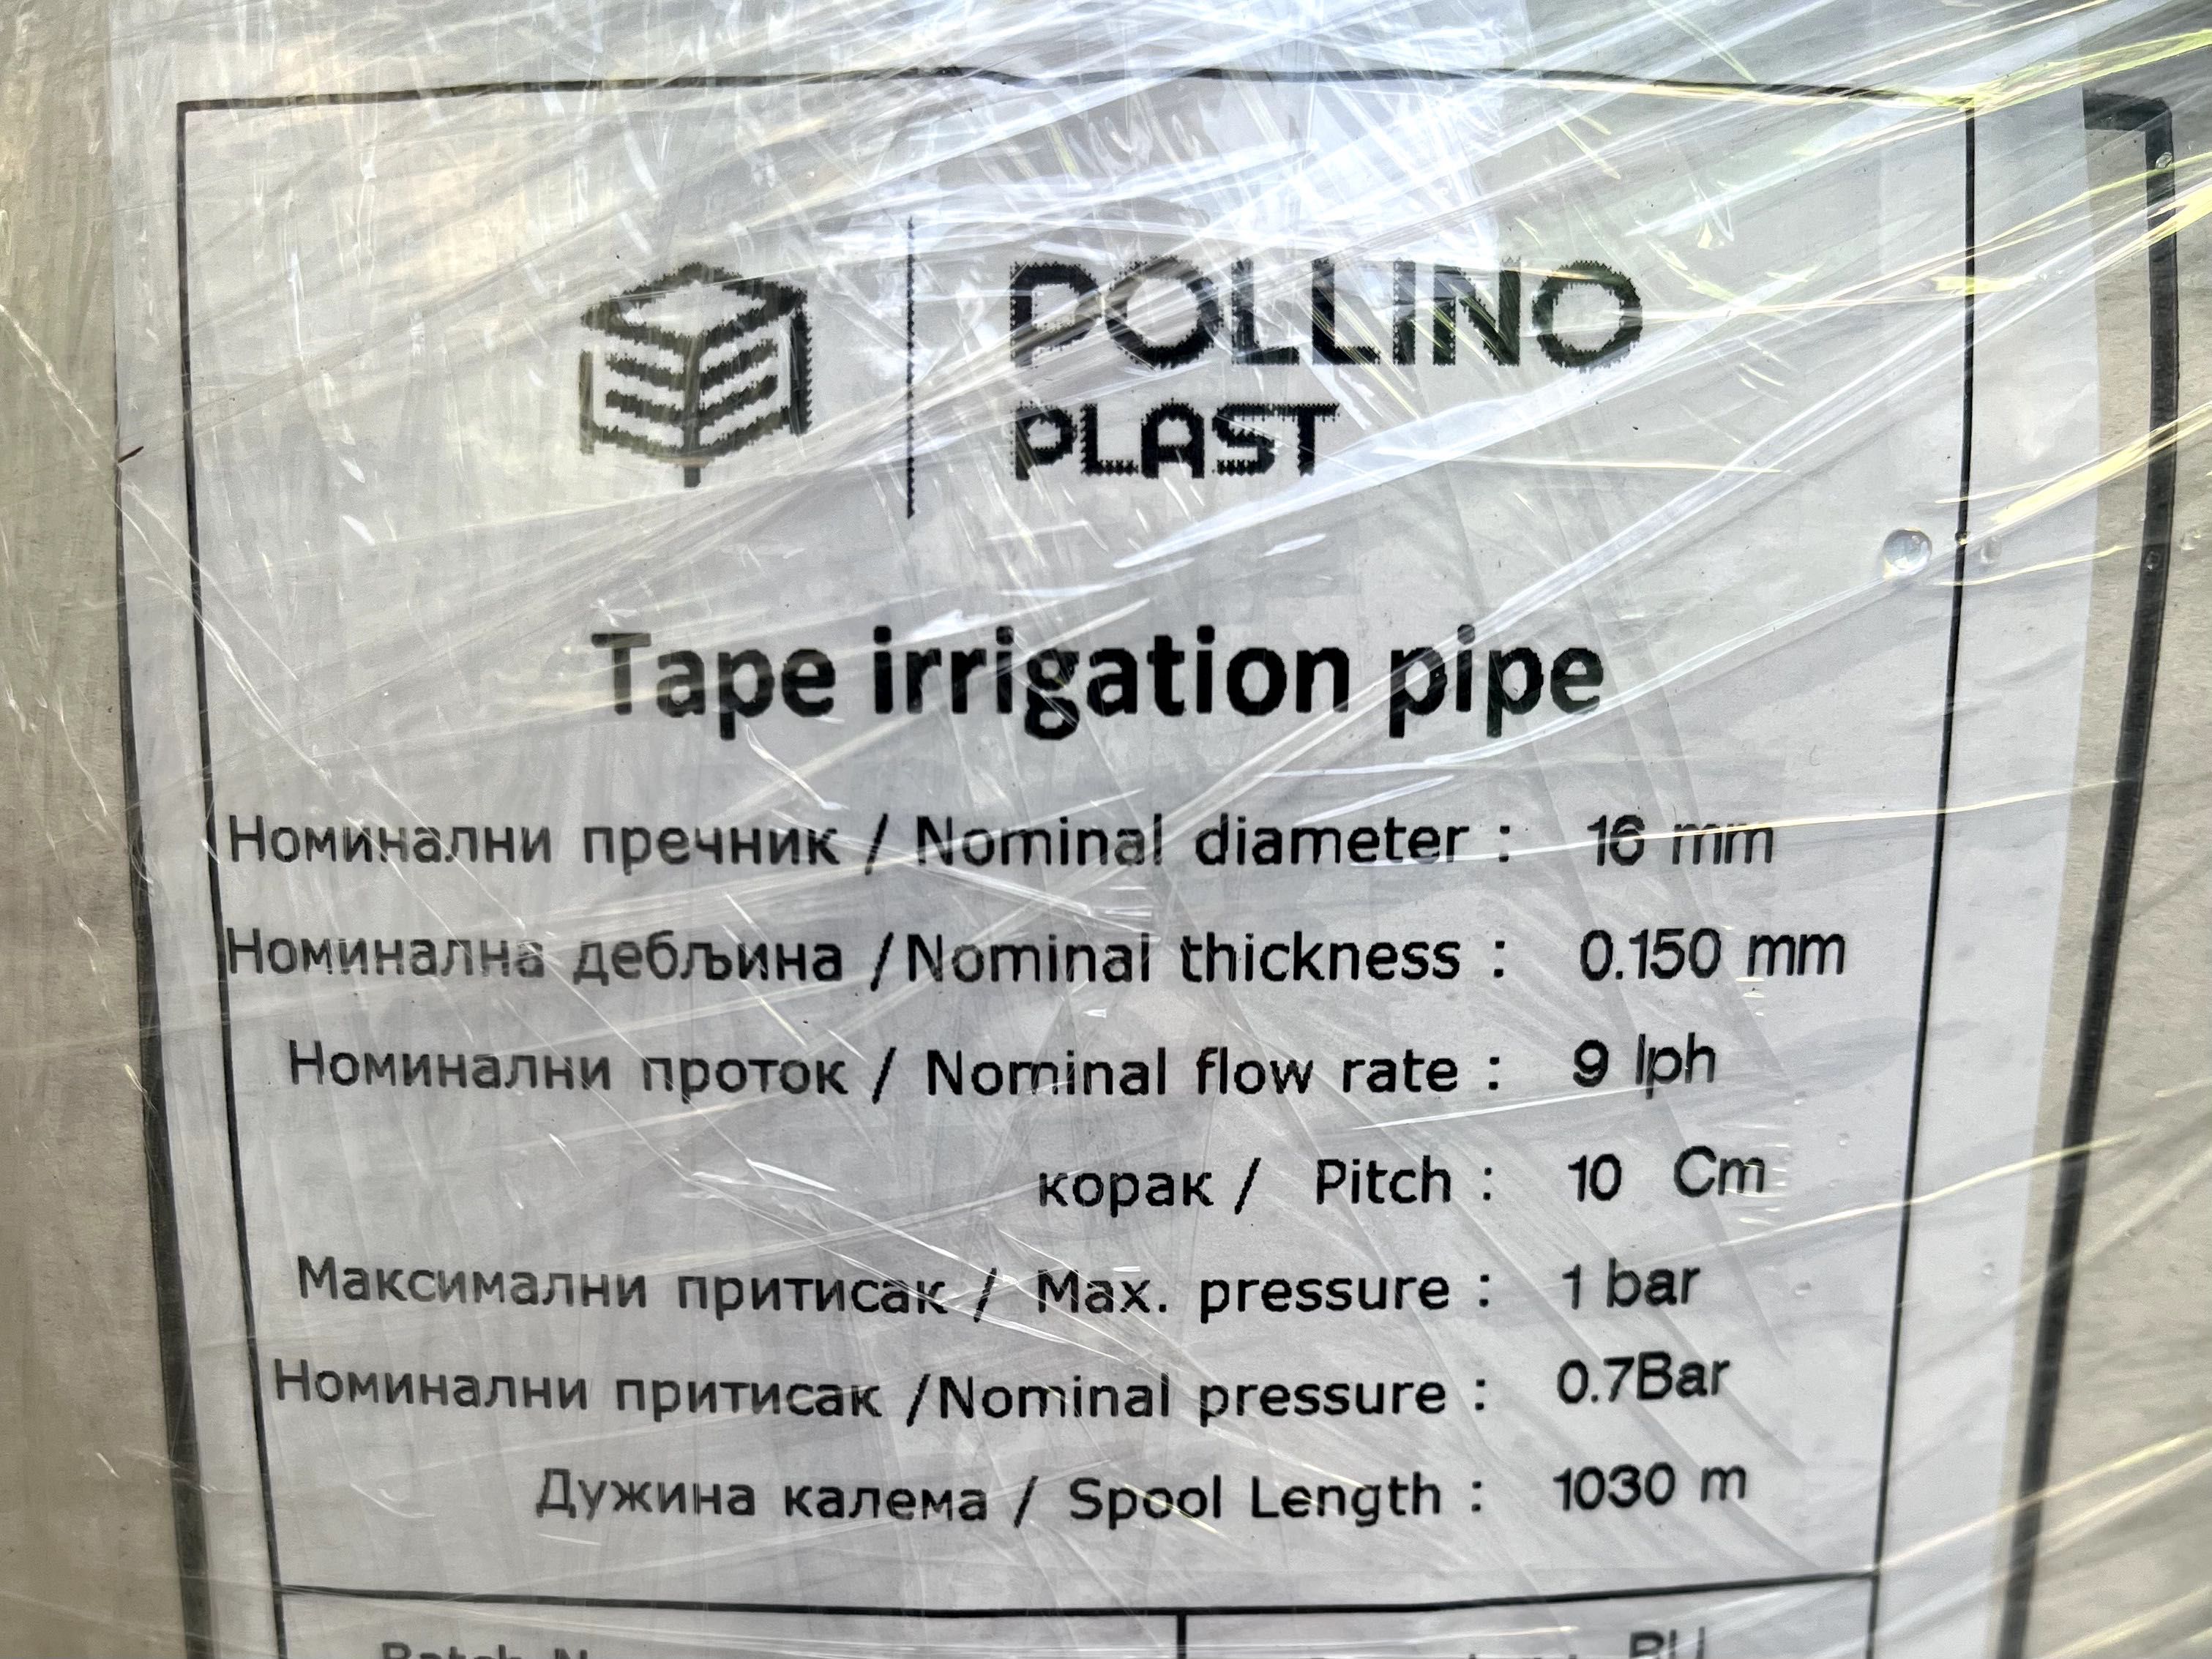 POLLINO
PLAST
Tape irrigation pipe
Номинални пречник / Nominal diameter : 16 mm
Номинална дебљина /Nominal thickness : 0.150 mm
Номинални проток / Nominal flow rate : 9 lph
корак / Pitch : 10 Cm
Максимални притисак / Max. pressure : 1 bar
Номинални притисак /Nominal pressure : 0.7Bar
Дужина калема / Spool Length : 1030 m
Batch